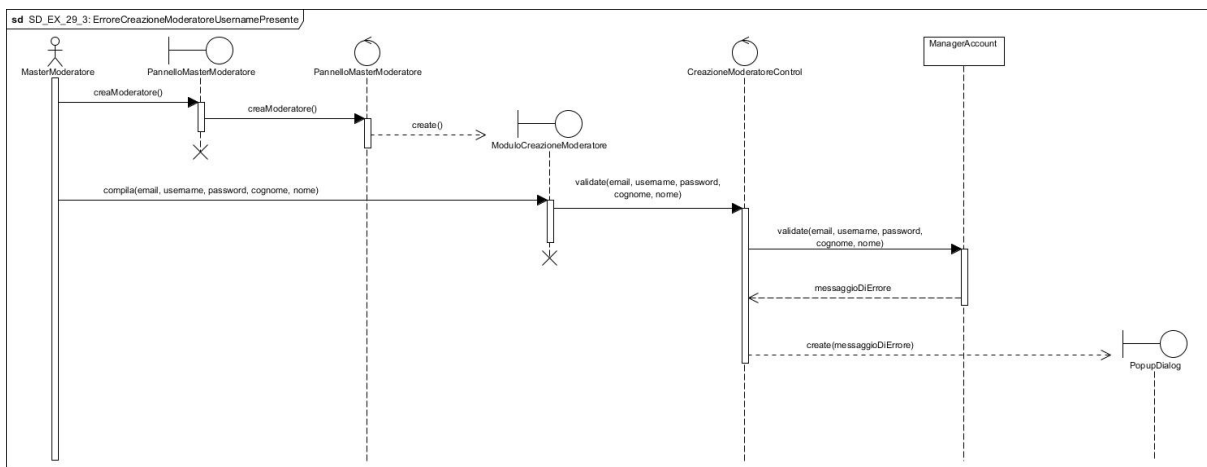 sd SD_EX_29_3: ErroreCreazioneModeratoreUsernamePresente
MasterModeratore
PannelloMasterModeratore
PannelloMasterModeratore
CreazioneModeratoreControl
ManagerAccount
creaModeratore()
creaModeratore()
create()
ModuloCreazioneModeratore
compila(email, username, password, cognome, nome)
validate(email, username, password,
cognome, nome)
validate(email, username, password,
cognome, nome)
messaggioDiErrore
create(messaggioDiErrore)
PopupDialog